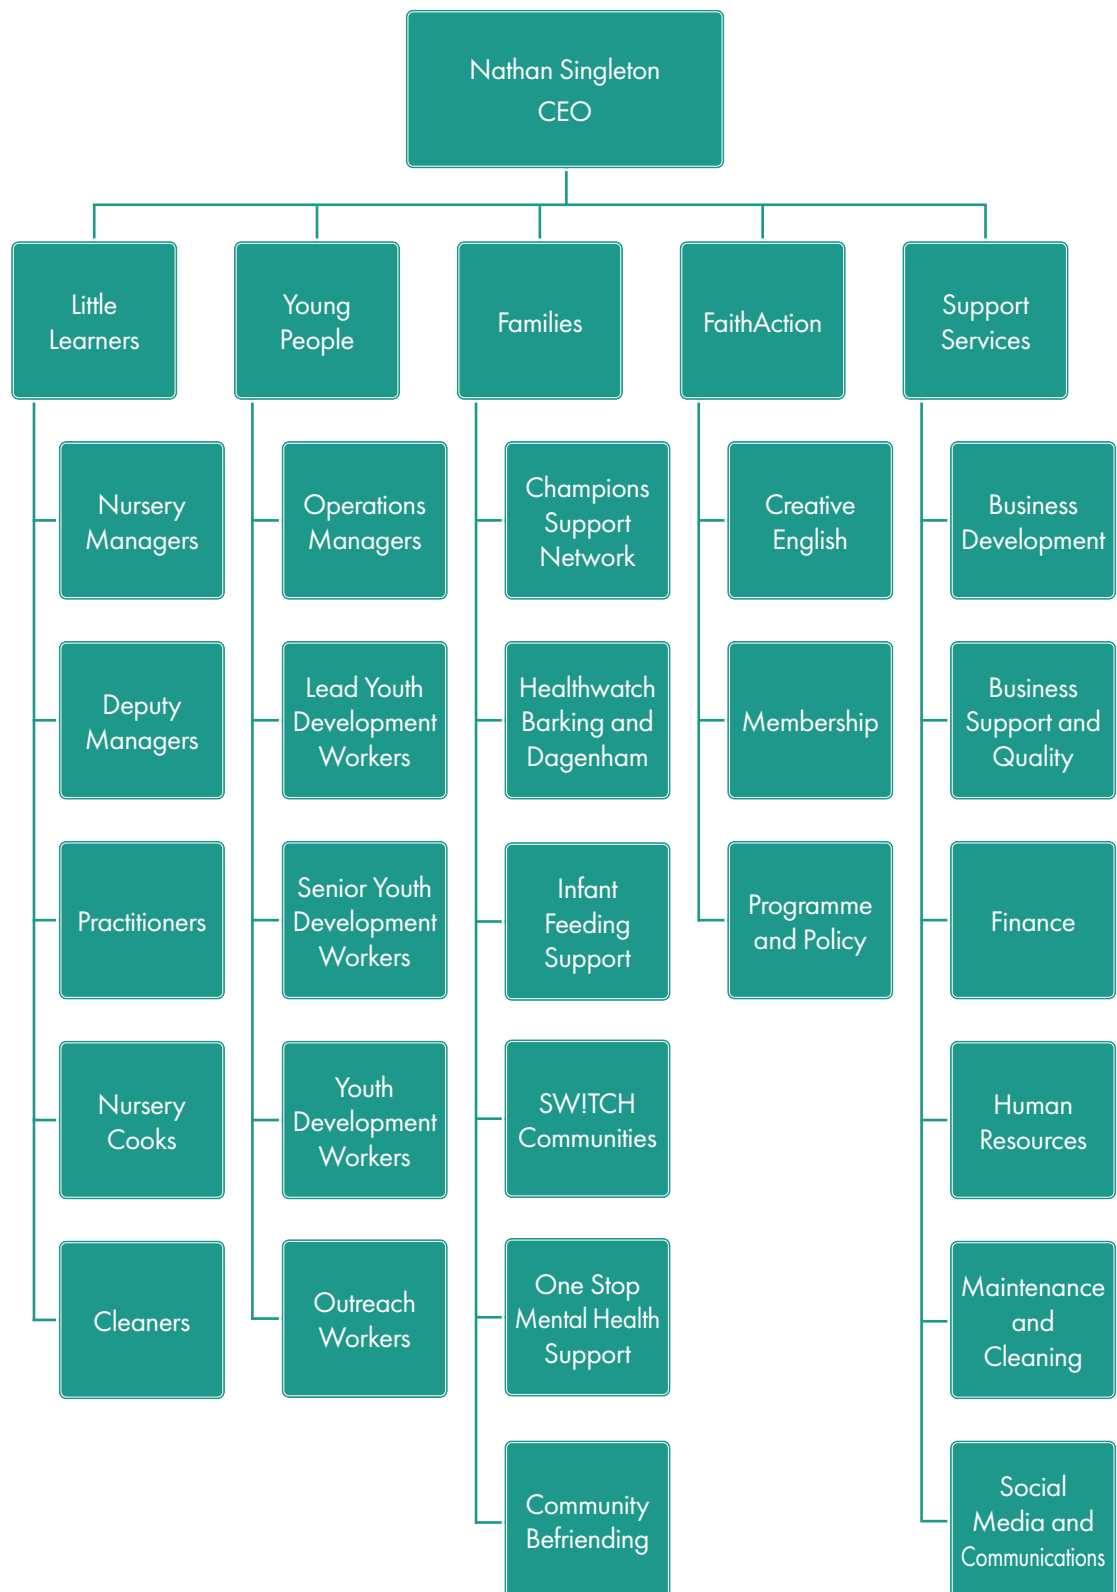 Nathan Singleton
CEO
Little
Learners
Young
People
Families
FaithAction
Support
Services
Nursery
Managers
Deputy
Managers
Practitioners
Nursery
Cooks
Cleaners
Operations
Managers
Lead Youth
Development
Workers
Senior Youth
Development
Workers
Youth
Development
Workers
Outreach
Workers
Champions
Support
Network
Healthwatch
Barking and
Dagenham
Infant
Feeding
Support
SW!TCH
Communities
One Stop
Mental Health
Support
Community
Befriending
Creative
English
Membership
Programme
and Policy
Business
Development
Business
Support and
Quality
Finance
Human
Resources
Maintenance
and
Cleaning
Social
Media and
Communications